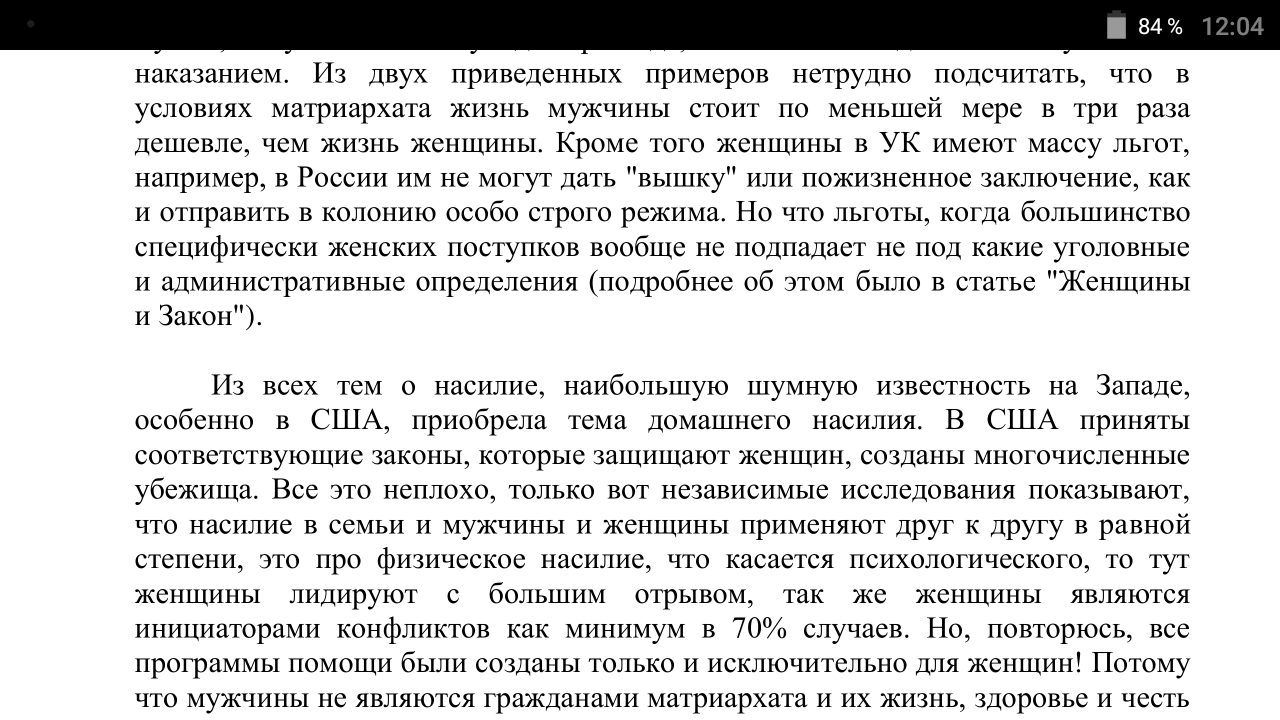 84 % 12:04
наказанием. Из двух приведенных примеров нетрудно подсчитать, что в
условиях матриархата жизнь мужчины стоит по меньшей мере в три раза
дешевле, чем жизнь женщины. Кроме того женщины в УК имеют массу льгот,
например, в России им не могут дать "вышку" или пожизненное заключение, как
и отправить в колонию особо строго режима. Но что льготы, когда большинство
специфически женских поступков вообще не подпадает не под какие уголовные
и административные определения (подробнее об этом было в статье "Женщины
и Закон").
Из всех тем о насилие, наибольшую шумную известность на Западе,
особенно в США, приобрела тема домашнего насилия. В США приняты
соответствующие законы, которые защищают женщин, созданы многочисленные
убежища. Все это неплохо, только вот независимые исследования показывают,
что насилие в семьи и мужчины и женщины применяют друг к другу в равной
степени, это про физическое насилие, что касается психологического, то тут
женщины лидируют с большим отрывом, так же женщины являются
инициаторами конфликтов как минимум в 70% случаев. Но, повторюсь, все
программы помощи были созданы только и исключительно для женщин! Потому
что мужчины не являются гражданами матриархата и их жизнь, здоровье и честь